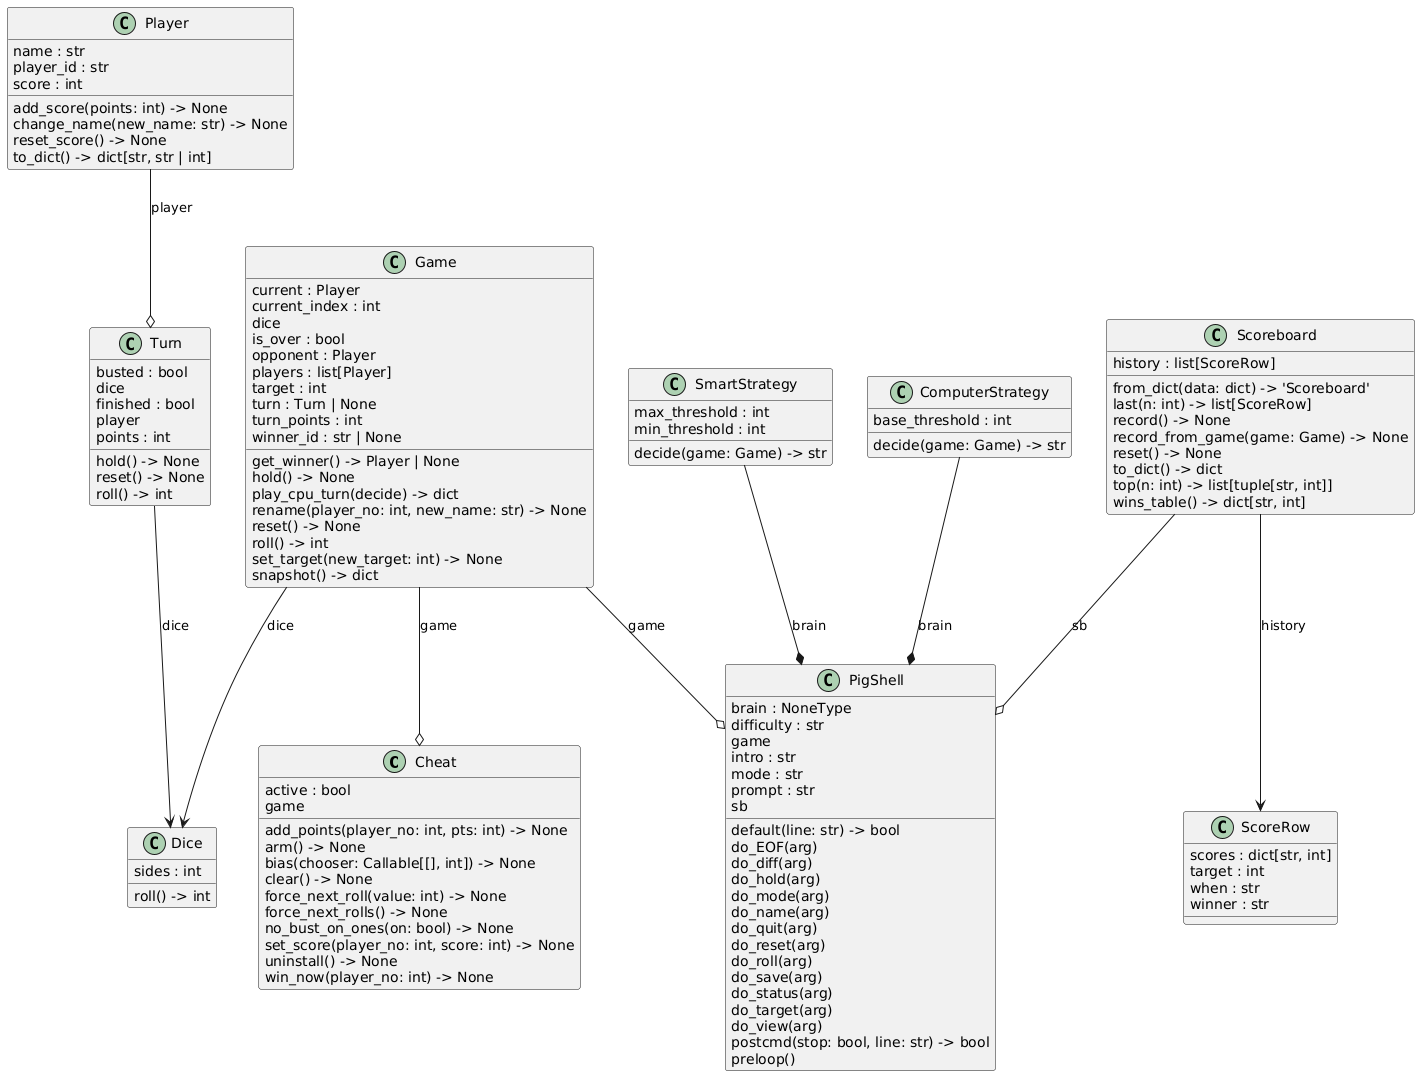 C Player
name : str
player_id : str
score : int
add_score(points: int) -> None
change_name(new_name: str) -> None
reset_score() -> None
to_dict() -> dict[str, str | int]
player
C Turn
busted : bool
dice
finished : bool
player
points : int
hold() -> None
reset() -> None
roll() -> int
C Game
current : Player
current_index : int
dice
is_over : bool
opponent : Player
players : list[Player]
target : int
turn : Turn | None
turn_points : int
winner_id : str | None
get_winner() -> Player | None
hold() -> None
play_cpu_turn(decide) -> dict
rename(player_no: int, new_name: str) -> None
reset() -> None
roll() -> int
set_target(new_target: int) -> None
snapshot() -> dict
C SmartStrategy
max_threshold : int
min_threshold : int
decide(game: Game) -> str
C ComputerStrategy
base_threshold : int
decide(game: Game) -> str
C Scoreboard
history : list[ScoreRow]
from_dict(data: dict) -> 'Scoreboard'
last(n: int) -> list[ScoreRow]
record() -> None
record_from_game(game: Game) -> None
reset() -> None
to_dict() -> dict
top(n: int) -> list[tuple[str, int]]
wins_table() -> dict[str, int]
dice
dice
game
game
brain
brain
sb
history
C Dice
sides : int
roll() -> int
C Cheat
active : bool
game
add_points(player_no: int, pts: int) -> None
arm() -> None
bias(chooser: Callable[[], int]) -> None
clear() -> None
force_next_roll(value: int) -> None
force_next_rolls() -> None
no_bust_on_ones(on: bool) -> None
set_score(player_no: int, score: int) -> None
uninstall() -> None
win_now(player_no: int) -> None
C PigShell
brain : NoneType
difficulty : str
game
intro : str
mode : str
prompt : str
sb
default(line: str) -> bool
do_EOF(arg)
do_diff(arg)
do_hold(arg)
do_mode(arg)
do_name(arg)
do_quit(arg)
do_reset(arg)
do_roll(arg)
do_save(arg)
do_status(arg)
do_target(arg)
do_view(arg)
postcmd(stop: bool, line: str) -> bool
preloop()
C ScoreRow
scores : dict[str, int]
target : int
when : str
winner : str